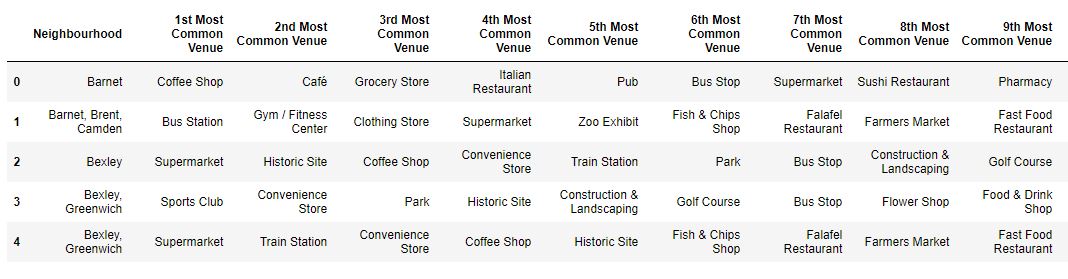 Neighbourhood 1st Most Common Venue 2nd Most Common Venue 3rd Most Common Venue 4th Most Common Venue 5th Most Common Venue 6th Most Common Venue 7th Most Common Venue 8th Most Common Venue 9th Most Common Venue
0 Barnet Coffee Shop Café Grocery Store Italian Restaurant Pub Bus Stop Supermarket Sushi Restaurant Pharmacy
1 Barnet, Brent, Camden Bus Station Gym / Fitness Center Clothing Store Supermarket Zoo Exhibit Fish & Chips Shop Falafel Restaurant Farmers Market Fast Food Restaurant
2 Bexley Supermarket Historic Site Coffee Shop Convenience Store Train Station Park Bus Stop Construction & Landscaping Golf Course
3 Bexley, Greenwich Sports Club Convenience Store Park Historic Site Construction & Landscaping Golf Course Bus Stop Flower Shop Food & Drink Shop
4 Bexley, Greenwich Supermarket Train Station Convenience Store Coffee Shop Historic Site Fish & Chips Shop Falafel Restaurant Farmers Market Fast Food Restaurant